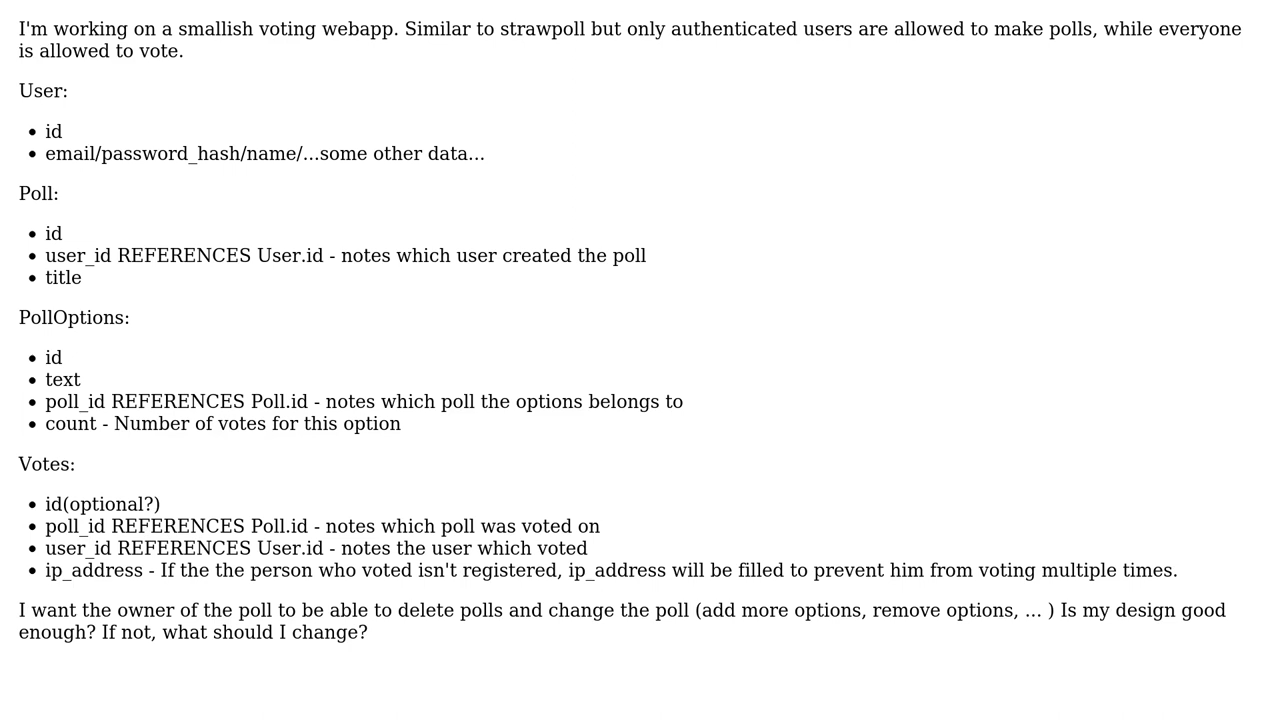 I'm working on a smallish voting webapp. Similar to strawpoll but only authenticated users are allowed to make polls, while everyone
is allowed to vote.
User:
• id
• email/password_hash/name/...some other data...
Poll:
• id
• user_id REFERENCES User.id - notes which user created the poll
• title
PollOptions:
• id
• text
• poll_id REFERENCES Poll.id - notes which poll the options belongs to
• count - Number of votes for this option
Votes:
• id(optional?)
• poll_id REFERENCES Poll.id - notes which poll was voted on
• user_id REFERENCES User.id - notes the user which voted
• ip_address - If the the person who voted isn't registered, ip_address will be filled to prevent him from voting multiple times.
I want the owner of the poll to be able to delete polls and change the poll (add more options, remove options, ... ) Is my design good
enough? If not, what should I change?